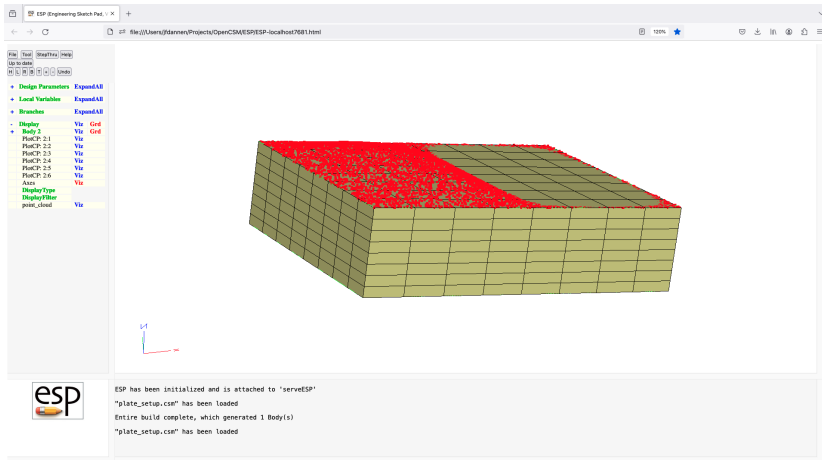 ESP (Engineering Sketch Pad, V
file:///Users/jfdannen/Projects/OpenCSM/ESP/ESP-localhost7681.html
120%
File Tool StepThru Help
Up to date
H L R B T + - Undo
+ Design Parameters ExpandAll
+ Local Variables ExpandAll
+ Branches ExpandAll
- Display Viz Grd
+ Body 2 Viz Grd
PlotCP: 2:1 Viz
PlotCP: 2:2 Viz
PlotCP: 2:3 Viz
PlotCP: 2:4 Viz
PlotCP: 2:5 Viz
PlotCP: 2:6 Viz
Axes Viz
DisplayType
DisplayFilter
point_cloud Viz
esp
ESP has been initialized and is attached to 'serveESP'
"plate_setup.csm" has been loaded
Entire build complete, which generated 1 Body(s)
"plate_setup.csm" has been loaded